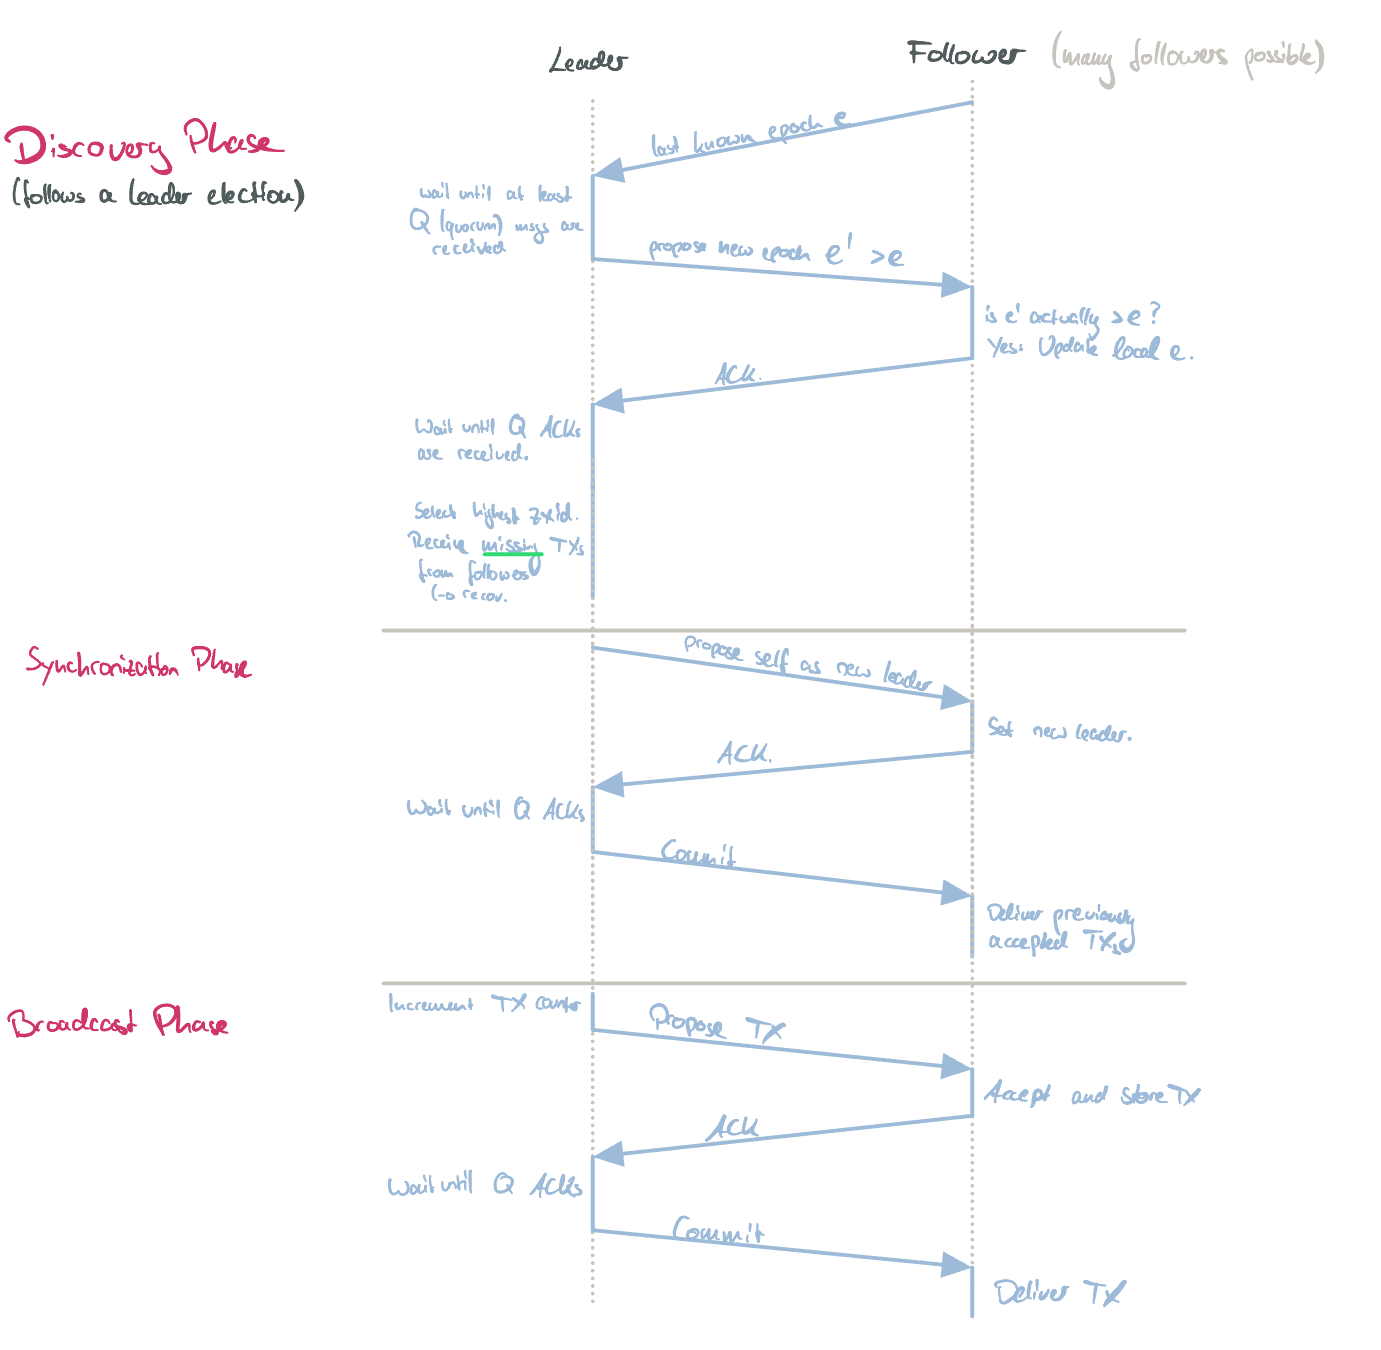 Leader
Follower (many followers possible)
Discovery Phase
(follows a leader election)
last known epoch e
wait until at least
Q (quorum) msgs are
received
propose new epoch e' >e
is e' actually >e?
Yes: Update local e.
ACK.
Wait until Q ACKs
are received.
Select highest zxid.
Receive missing TXs
from followers
(→ recov.
Synchronization Phase
propose self as new leader
Set new leader.
ACK.
Wait until Q ACKs
Commit
Deliver previously
accepted TXs
Broadcast Phase
Increment TX counter
Propose TX
Accept and store TX
ACK
Wait until Q ACKs
Commit
Deliver TX